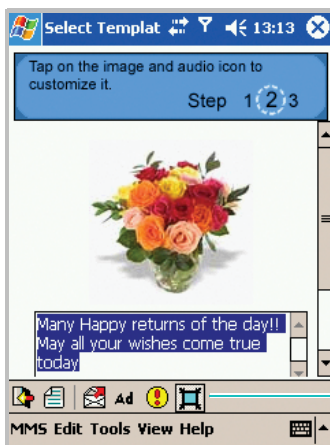 Select Templat 13:13
Tap on the image and audio icon to
customize it.
Step 1 2 3
Many Happy returns of the day!!
May all your wishes come true
today
Ad
MMS Edit Tools View Help